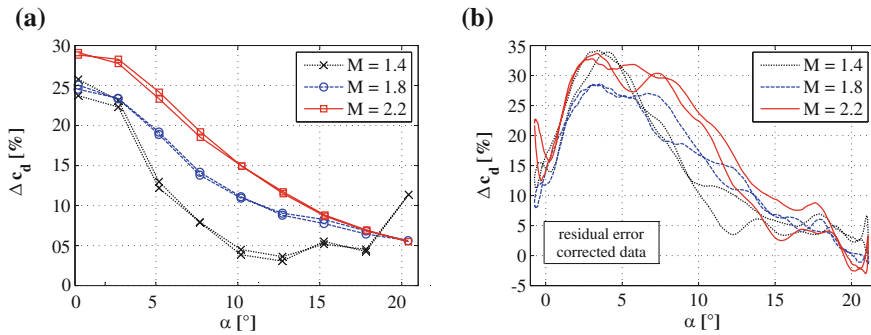 (a)
30
25
20
15
10
05
0
Δ c_d [%]
0 5 10 15 20
α [°]
M = 1.4
M = 1.8
M = 2.2
(b)
35
30
25
20
15
10
5
0
-5
Δ c_d [%]
0 5 10 15 20
α [°]
M = 1.4
M = 1.8
M = 2.2
residual error
corrected data